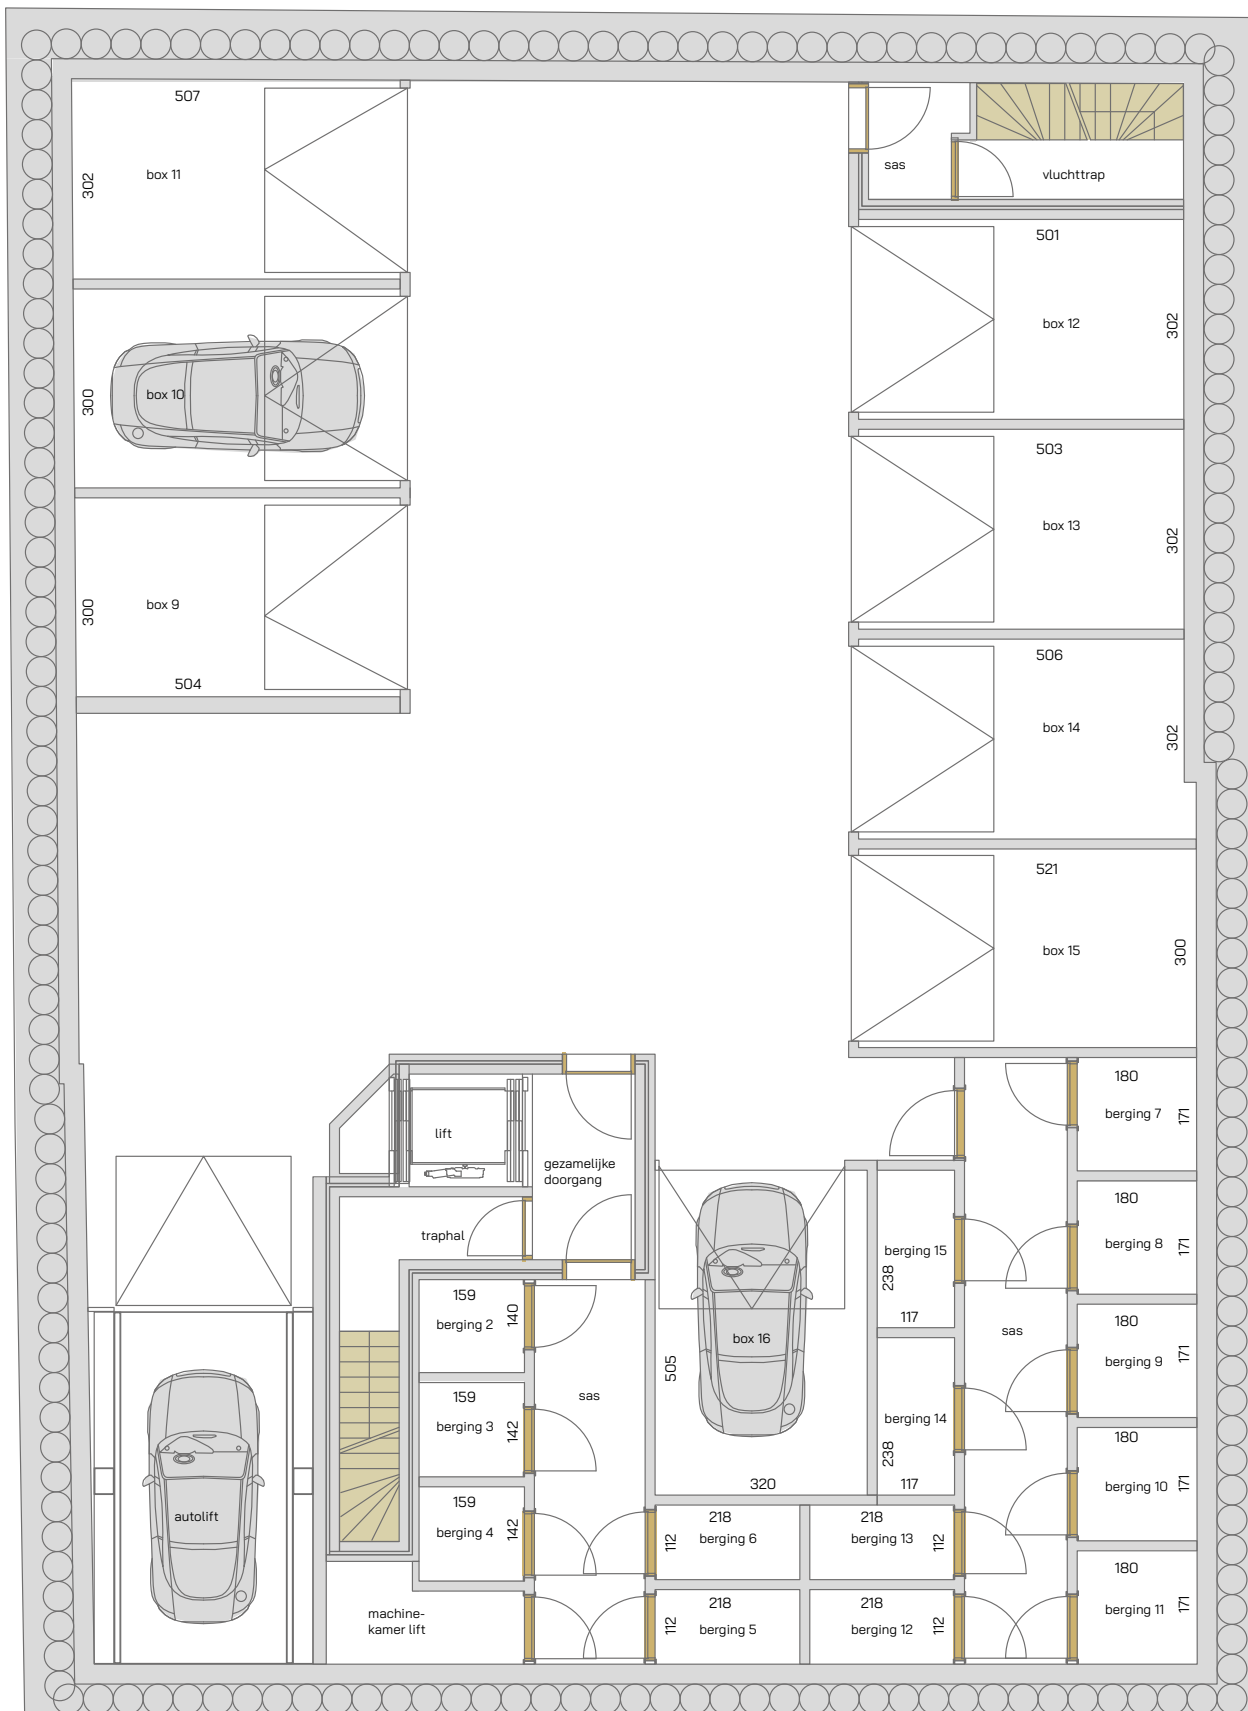 507
box 11
302
sas
vluchttrap
501
box 12
302
box 10
300
503
box 13
302
box 9
300
504
506
box 14
302
521
box 15
300
lift
gezamelijke
doorgang
traphal
180
berging 7
171
180
berging 8
171
berging 15
238
117
159
berging 2
140
box 16
505
320
sas
180
berging 9
171
159
berging 3
142
sas
berging 14
238
117
180
berging 10
171
autolift
159
berging 4
142
218
berging 6
112
218
berging 13
112
180
berging 11
171
machine-
kamer lift
218
berging 5
112
218
berging 12
112